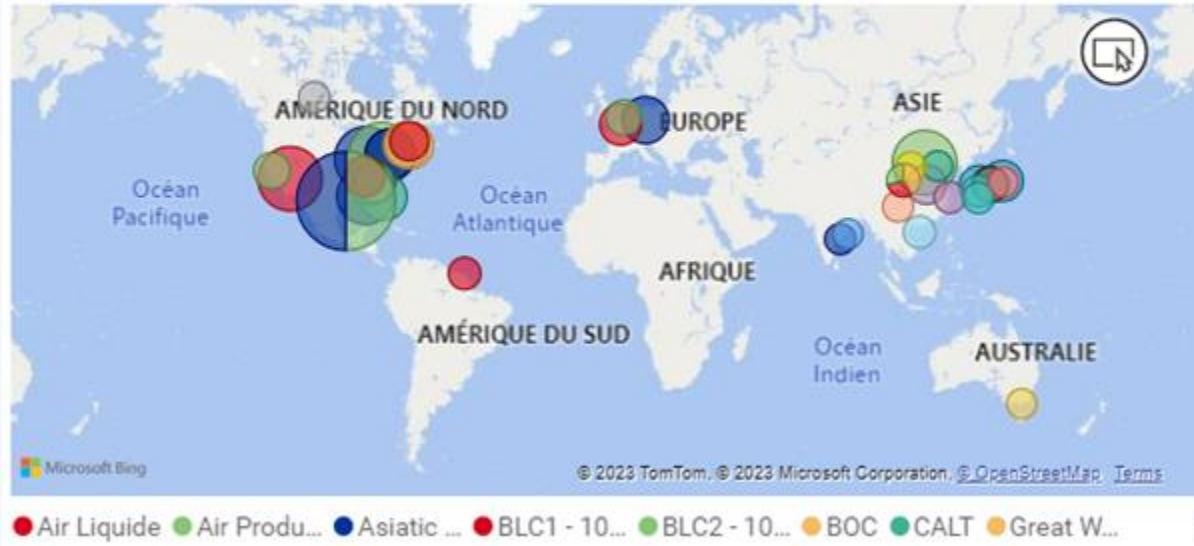 AMÉRIQUE DU NORD
ASIE
EUROPE
Océan
Pacifique
Océan
Atlantique
AFRIQUE
AMÉRIQUE DU SUD
Océan
Indien
AUSTRALIE
Microsoft Bing
© 2023 TomTom, © 2023 Microsoft Corporation, © OpenStreetMap Terms
Air Liquide Air Produ... Asiatic ... BLC1 - 10... BLC2 - 10... BOC CALT Great W...